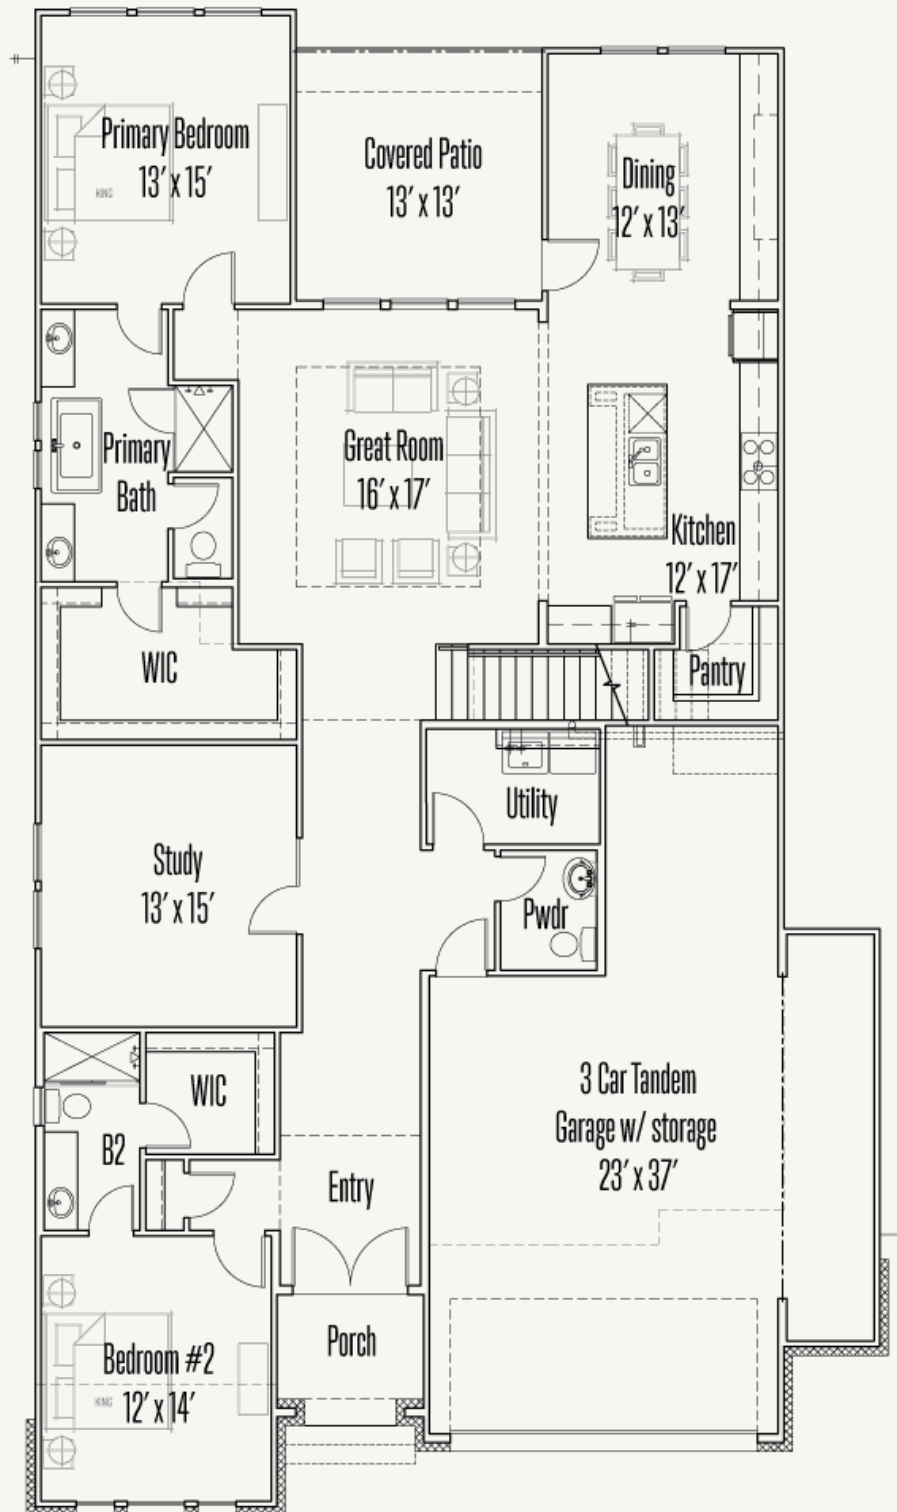 Primary Bedroom
13′ x 15′
KING
Covered Patio
13′ x 13′
Dining
12′ x 13′
Primary
Bath
Great Room
16′ x 17′
Kitchen
12′ x 17′
WIC
Pantry
Utility
Study
13′ x 15′
Pwdr
WIC
B2
3 Car Tandem
Garage w/ storage
23′ x 37′
Entry
Porch
Bedroom #2
12′ x 14′
KING